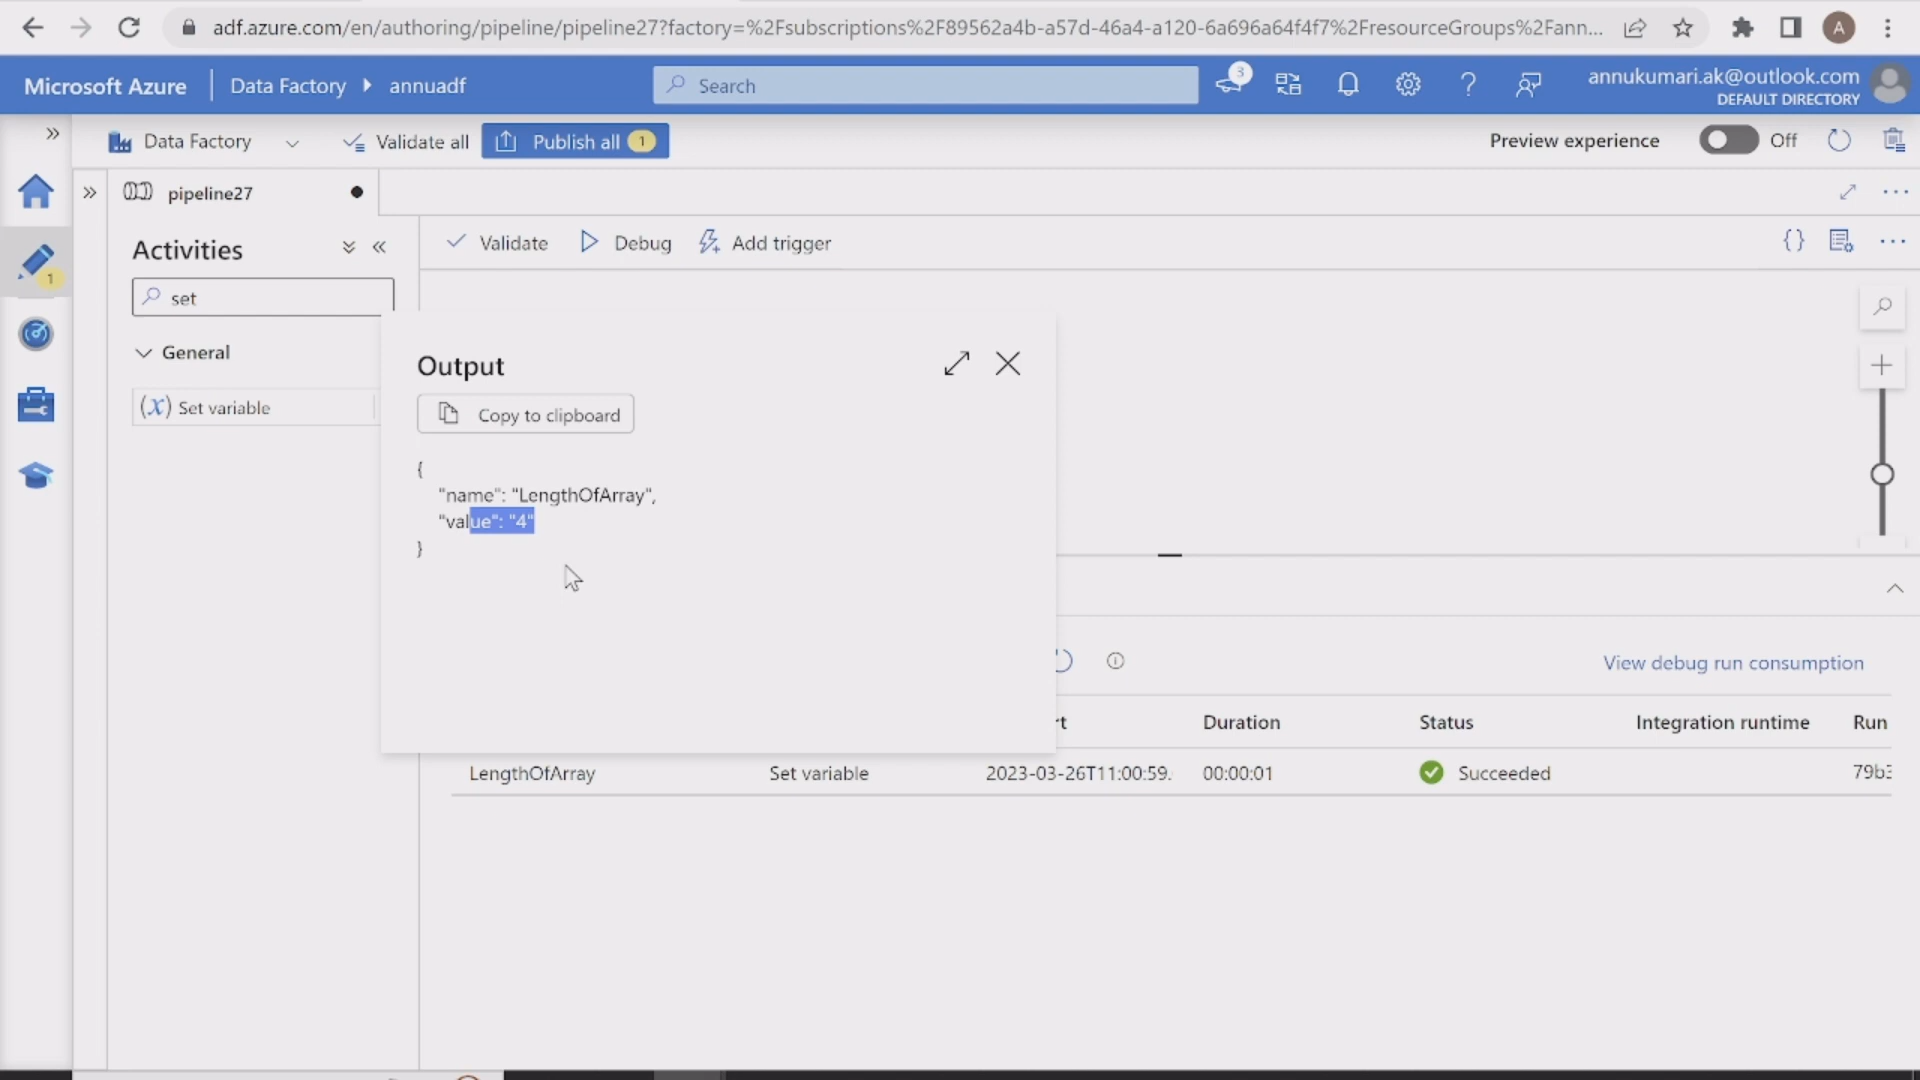 adf.azure.com/en/authoring/pipeline/pipeline27?factory=%2Fsubscriptions%2F89562a4b-a57d-46a4-a120-6a696a64f4f7%2FresourceGroups%2Fann...
A
Microsoft Azure
Data Factory
annuadf
Search
3
annukumari.ak@outlook.com
DEFAULT DIRECTORY
Data Factory
Validate all
Publish all 1
Preview experience
Off
pipeline27
Activities
Validate
Debug
Add trigger
{}
1
set
General
(x) Set variable
Output
Copy to clipboard
{
"name": "LengthOfArray",
"value": "4"
}
View debug run consumption
rt
Duration
Status
Integration runtime
Run
LengthOfArray
Set variable
2023-03-26T11:00:59.
00:00:01
Succeeded
79b3